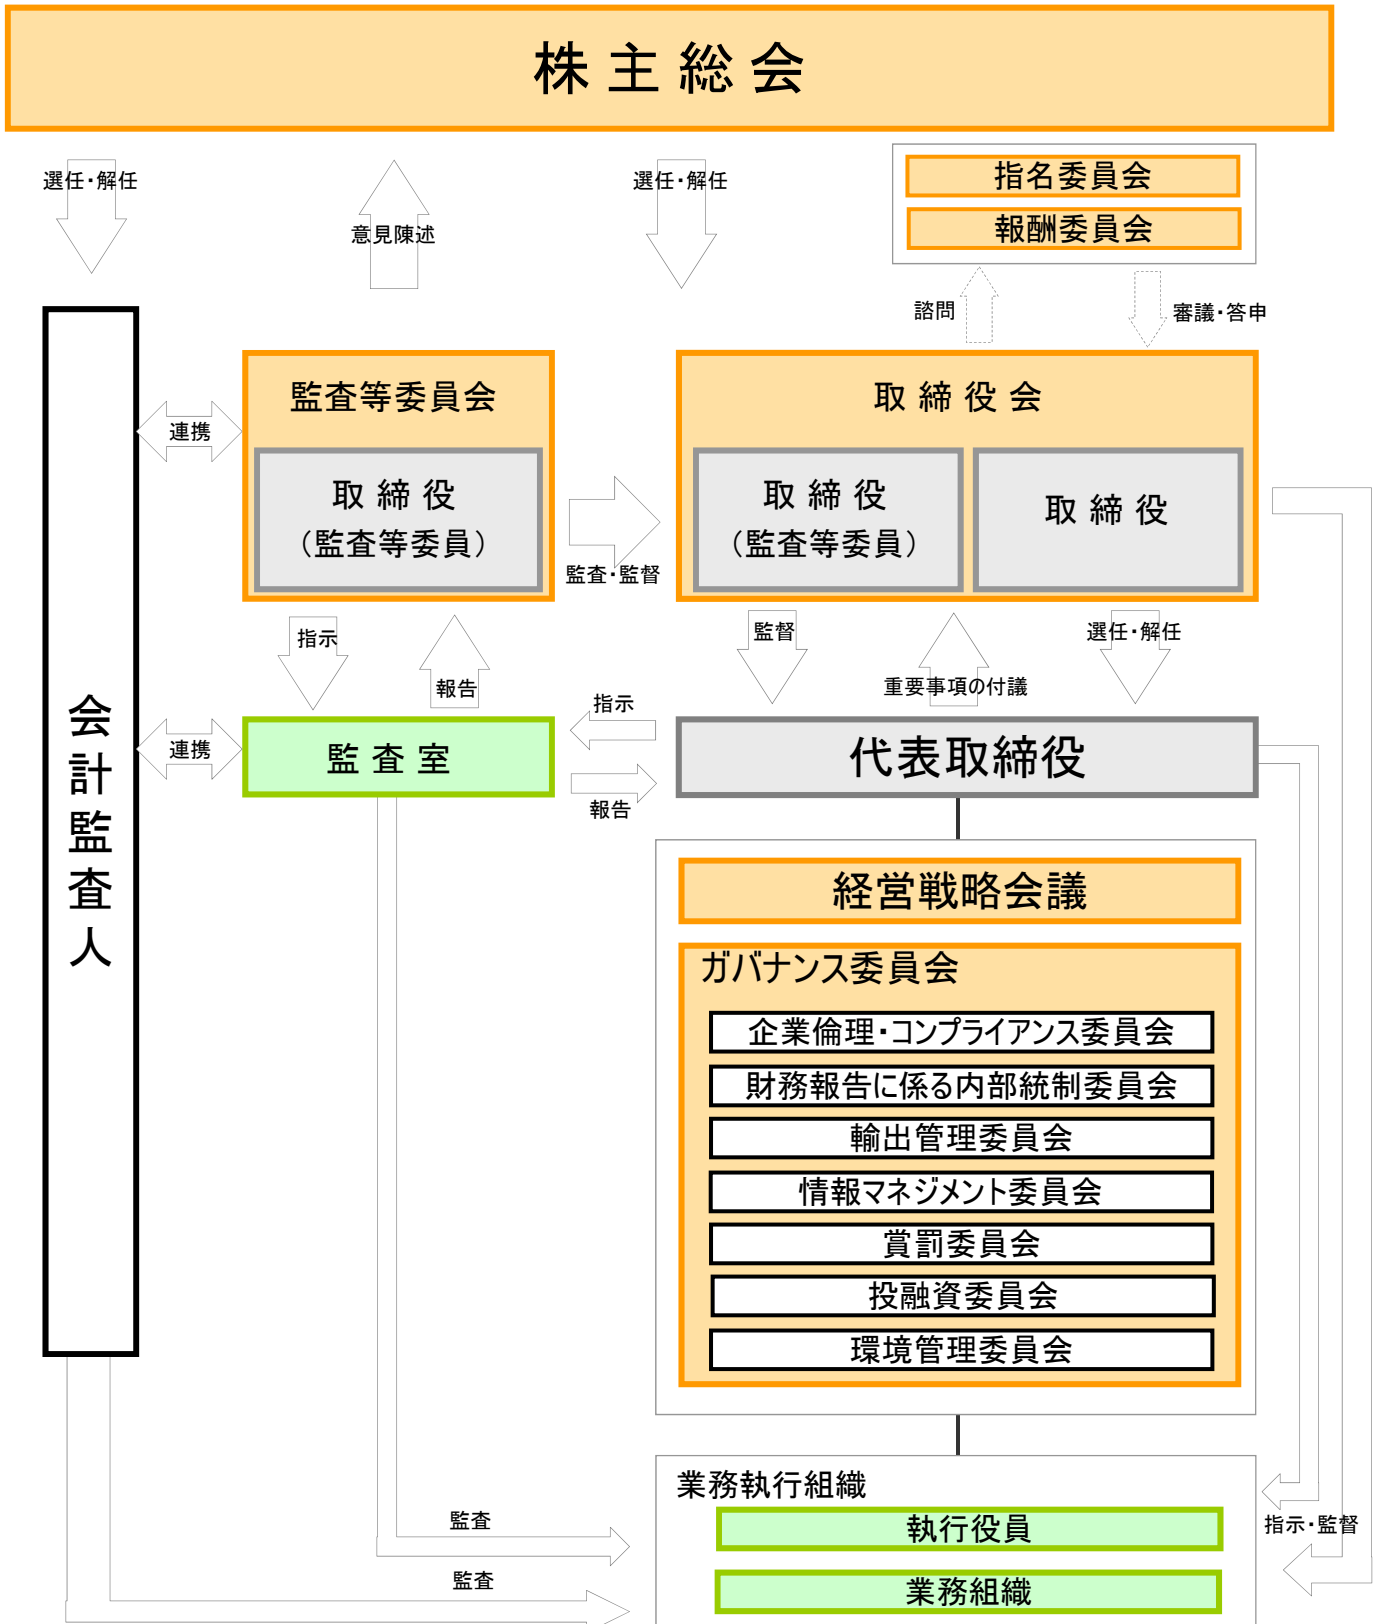 株主総会
選任・解任
意見陳述
選任・解任
指名委員会
報酬委員会
諮問
審議・答申
会計監査人
連携
監査等委員会
取締役
（監査等委員）
監査・監督
取締役会
取締役
（監査等委員）
取締役
指示
報告
監督
重要事項の付議
選任・解任
連携
監査室
指示
報告
代表取締役
経営戦略会議
ガバナンス委員会
企業倫理・コンプライアンス委員会
財務報告に係る内部統制委員会
輸出管理委員会
情報マネジメント委員会
賞罰委員会
投融資委員会
環境管理委員会
業務執行組織
執行役員
業務組織
監査
監査
指示・監督